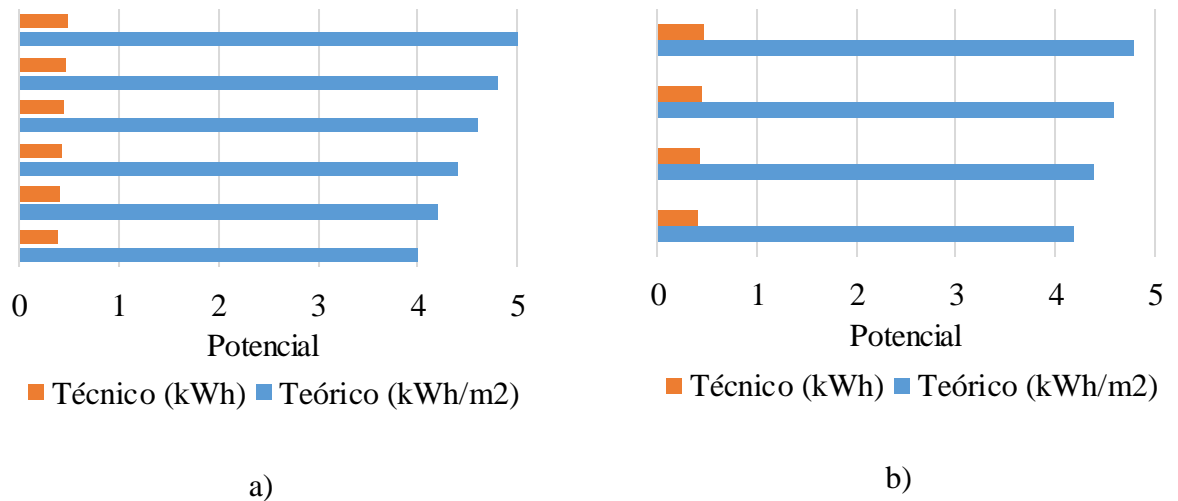 0 1 2 3 4 5
Potencial
Técnico (kWh) Teórico (kWh/m2)
a)
0 1 2 3 4 5
Potencial
Técnico (kWh) Teórico (kWh/m2)
b)